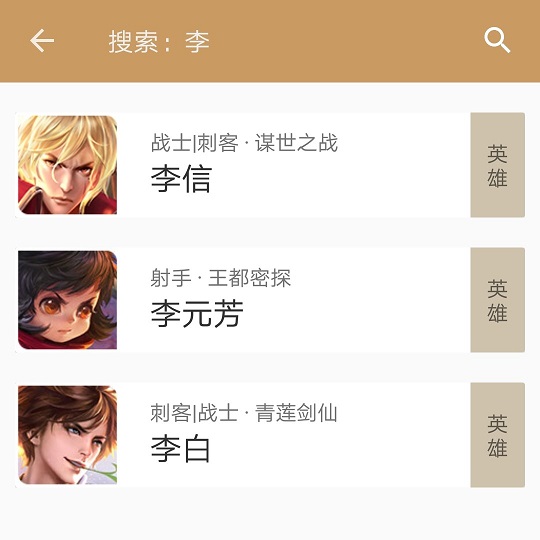 搜索：李
战士|刺客 · 谋世之战
李信
英雄
射手 · 王都密探
李元芳
英雄
刺客|战士 · 青莲剑仙
李白
英雄